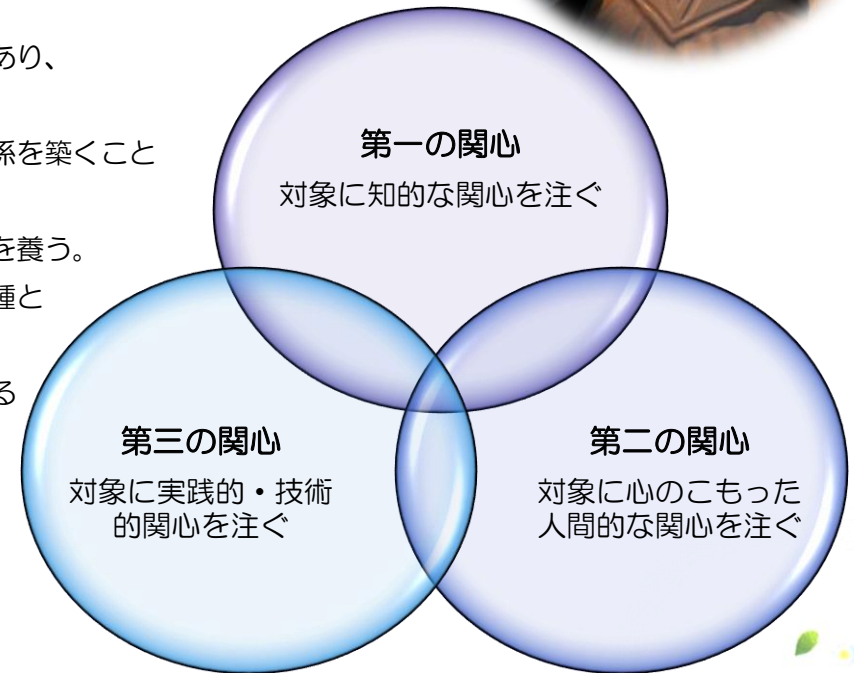 あり、
係を築くこと
を養う。
種と
る
第一の関心
対象に知的な関心を注ぐ
第三の関心
対象に実践的・技術
的関心を注ぐ
第二の関心
対象に心のこもった
人間的な関心を注ぐ